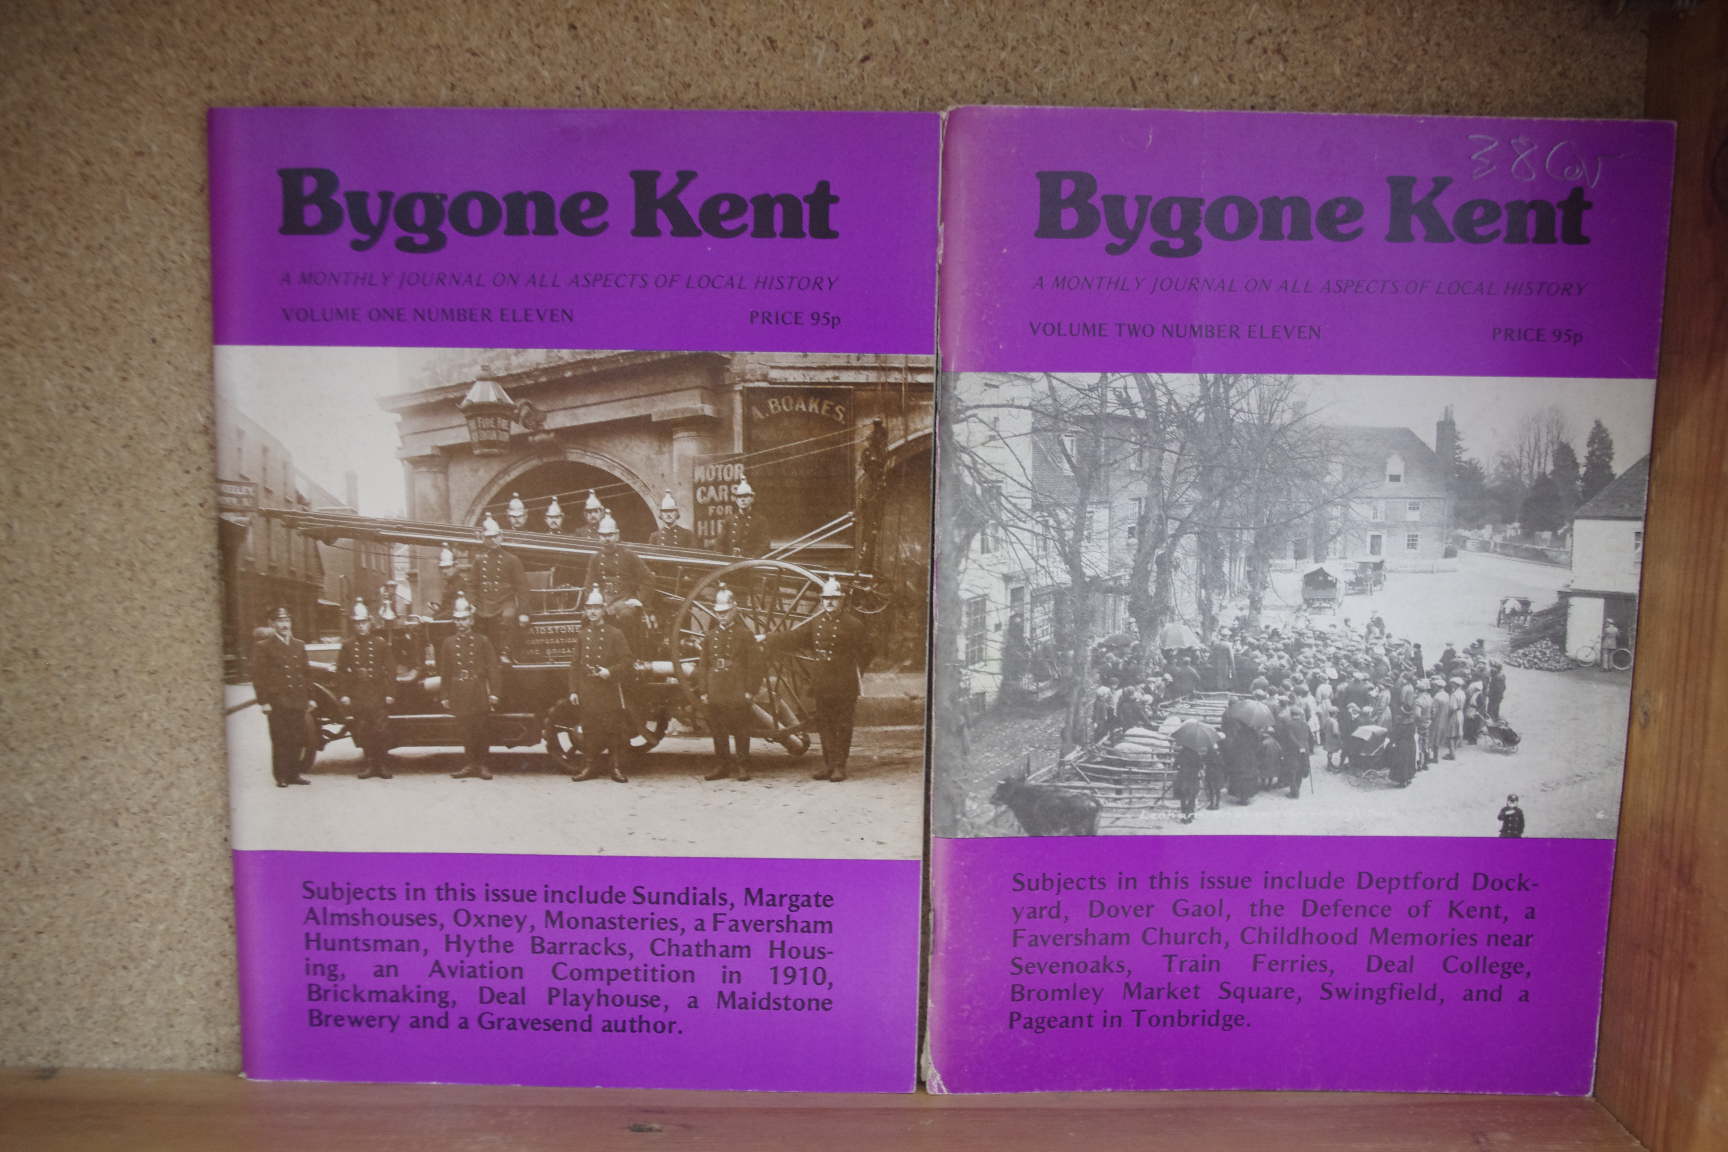 Bygone Kent
A MONTHLY JOURNAL ON ALL ASPECTS OF LOCAL HISTORY
VOLUME ONE NUMBER ELEVEN PRICE 95p
A. BOAKES
MOTOR
CARS
FOR
MAIDSTONE
Subjects in this issue include Sundials, Margate
Almshouses, Oxney, Monasteries, a Faversham
Huntsman, Hythe Barracks, Chatham Hous-
ing, an Aviation Competition in 1910,
Brickmaking, Deal Playhouse, a Maidstone
Brewery and a Gravesend author.
38 Cov
Bygone Kent
A MONTHLY JOURNAL ON ALL ASPECTS OF LOCAL HISTORY
VOLUME TWO NUMBER ELEVEN PRICE 95p
Subjects in this issue include Deptford Dock-
yard, Dover Gaol, the Defence of Kent, a
Faversham Church, Childhood Memories near
Sevenoaks, Train Ferries, Deal College,
Bromley Market Square, Swingfield, and a
Pageant in Tonbridge.